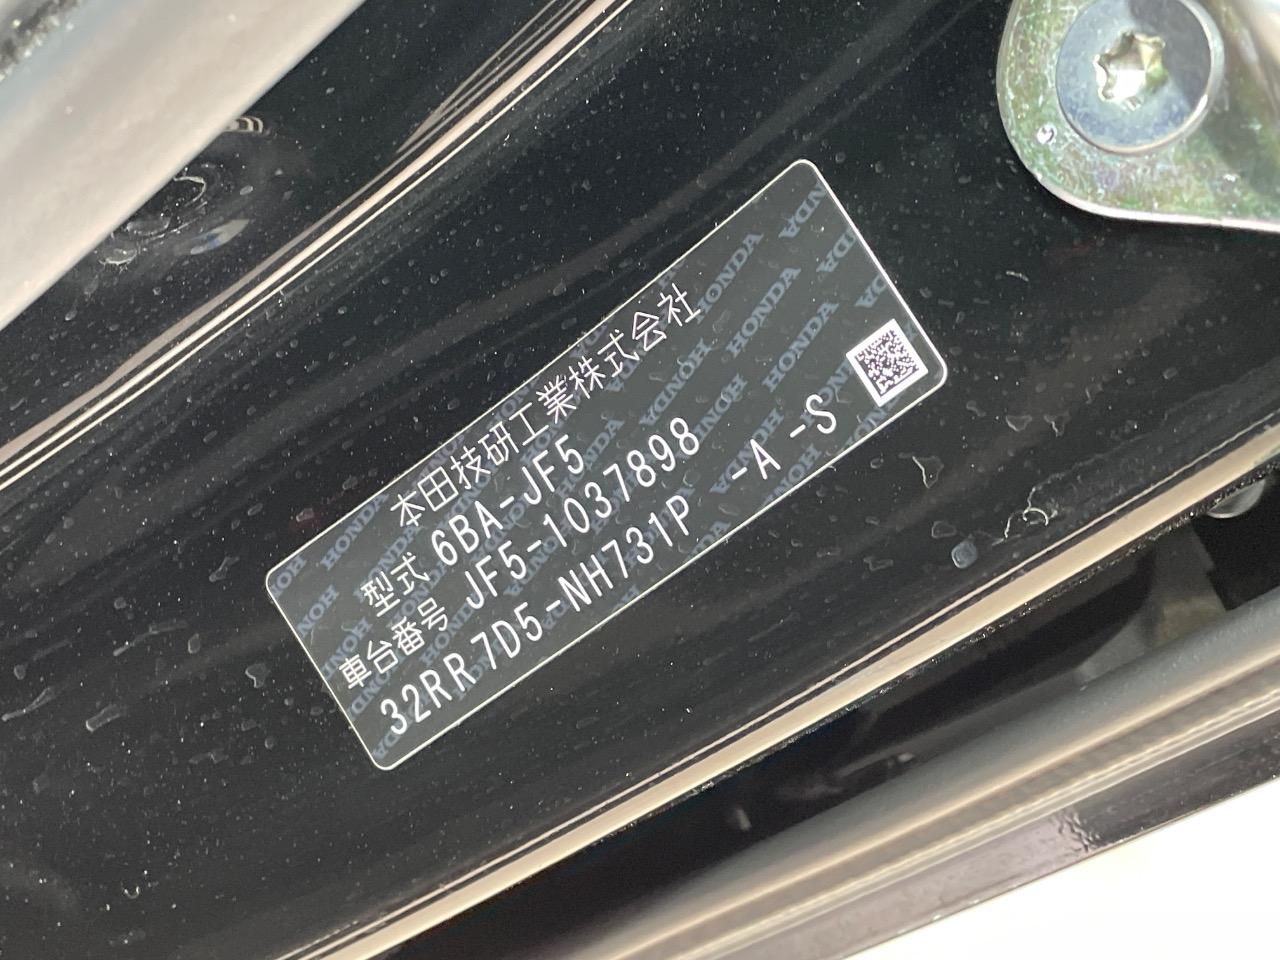 本田技研工業株式会社
型式 6BA-JF5
車台番号 JF5-1037898
32RR7D5-NH731P -A -S